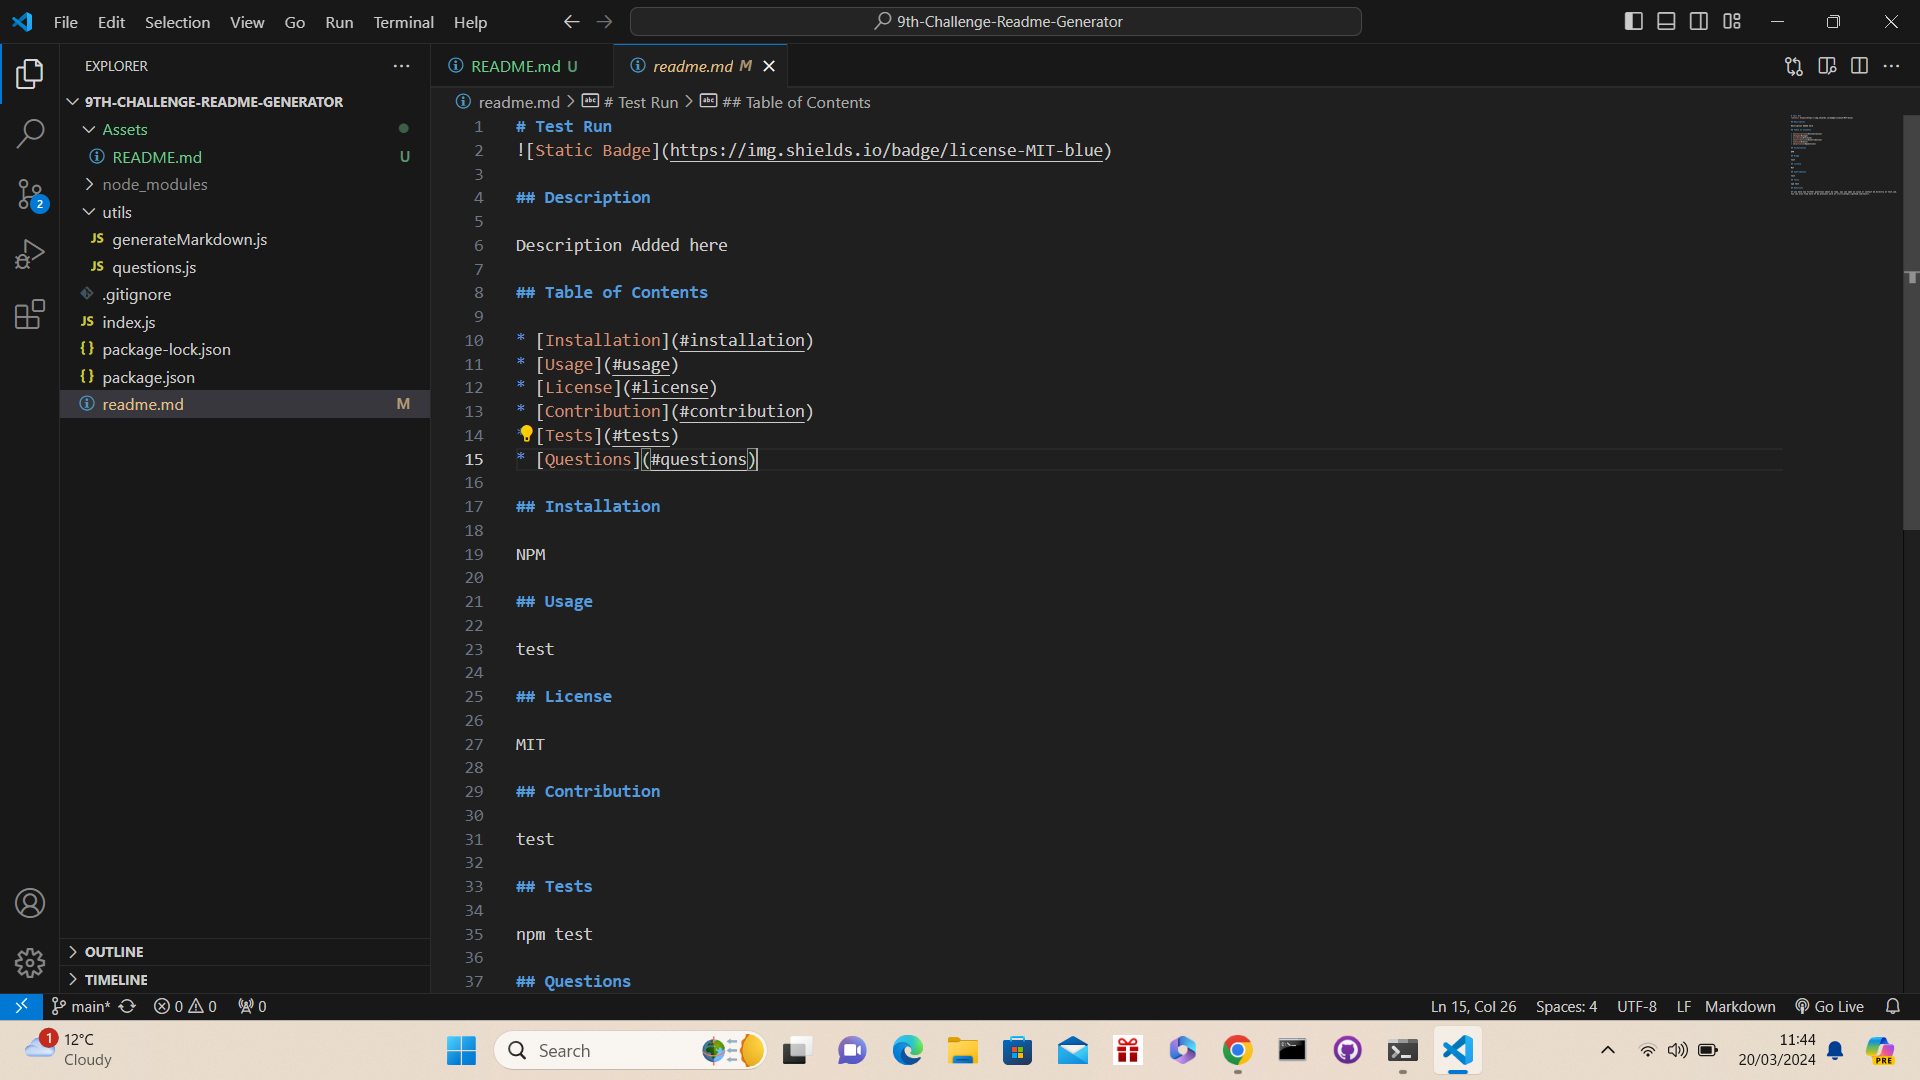 File Edit Selection View Go Run Terminal Help
9th-Challenge-Readme-Generator
EXPLORER
9TH-CHALLENGE-README-GENERATOR
Assets
README.md U
node_modules
utils
JS generateMarkdown.js
JS questions.js
.gitignore
JS index.js
{} package-lock.json
{} package.json
readme.md M
OUTLINE
TIMELINE
2
README.md U
readme.md M
readme.md > # Test Run > ## Table of Contents
1 # Test Run
2 ![Static Badge](https://img.shields.io/badge/license-MIT-blue)
3
4 ## Description
5
6 Description Added here
7
8 ## Table of Contents
9
10 * [Installation](#installation)
11 * [Usage](#usage)
12 * [License](#license)
13 * [Contribution](#contribution)
14 [Tests](#tests)
15 * [Questions](#questions)
16
17 ## Installation
18
19 NPM
20
21 ## Usage
22
23 test
24
25 ## License
26
27 MIT
28
29 ## Contribution
30
31 test
32
33 ## Tests
34
35 npm test
36
37 ## Questions
main* 0 0 0
Ln 15, Col 26 Spaces: 4 UTF-8 LF Markdown Go Live
1
12°C
Cloudy
Search
11:44
20/03/2024
PRE